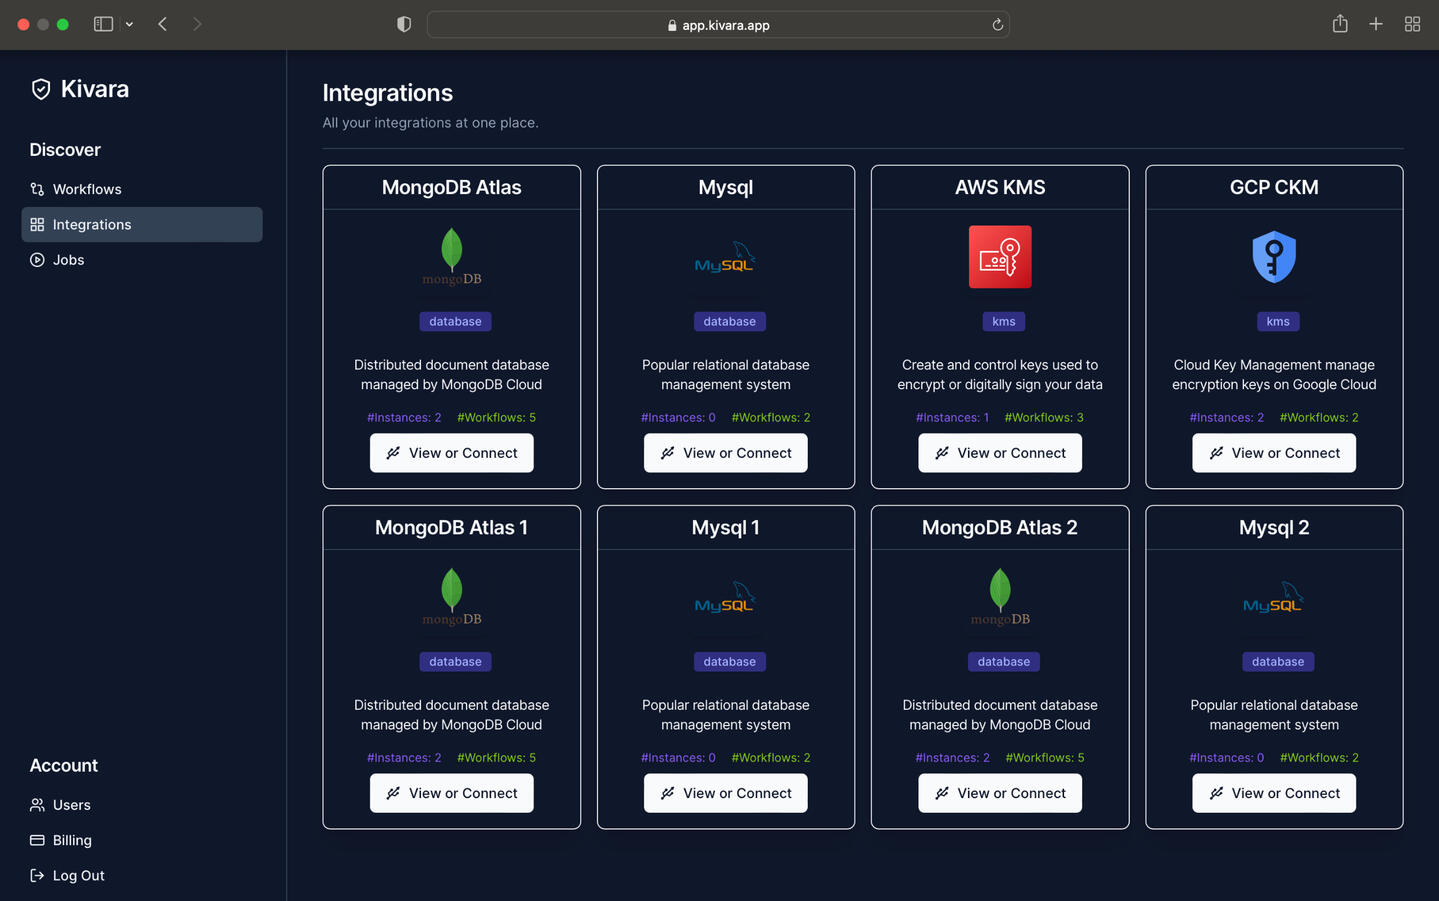 app.kivara.app
Kivara
Discover
Workflows
Integrations
Jobs
Account
Users
Billing
Log Out
Integrations
All your integrations at one place.
MongoDB Atlas
mongoDB
database
Distributed document database
managed by MongoDB Cloud
#Instances: 2 #Workflows: 5
View or Connect
Mysql
MySQL
database
Popular relational database
management system
#Instances: 0 #Workflows: 2
View or Connect
AWS KMS
kms
Create and control keys used to
encrypt or digitally sign your data
#Instances: 1 #Workflows: 3
View or Connect
GCP CKM
kms
Cloud Key Management manage
encryption keys on Google Cloud
#Instances: 2 #Workflows: 2
View or Connect
MongoDB Atlas 1
mongoDB
database
Distributed document database
managed by MongoDB Cloud
#Instances: 2 #Workflows: 5
View or Connect
Mysql 1
MySQL
database
Popular relational database
management system
#Instances: 0 #Workflows: 2
View or Connect
MongoDB Atlas 2
mongoDB
database
Distributed document database
managed by MongoDB Cloud
#Instances: 2 #Workflows: 5
View or Connect
Mysql 2
MySQL
database
Popular relational database
management system
#Instances: 0 #Workflows: 2
View or Connect